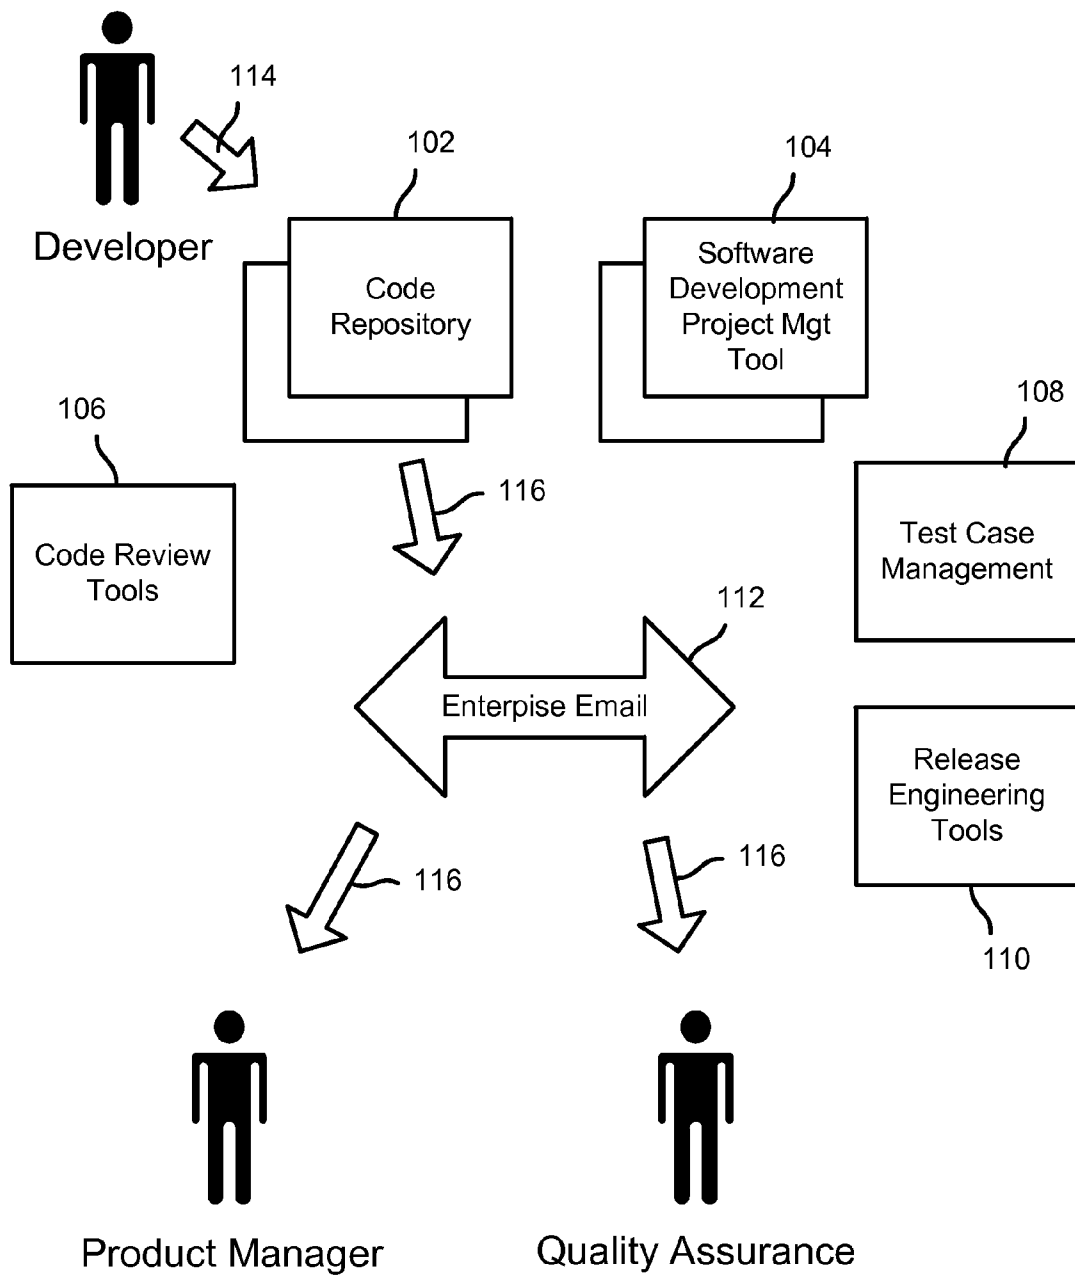 114
Developer
102
Code
Repository
104
Software
Development
Project Mgt
Tool
106
Code Review
Tools
116
108
Test Case
Management
112
Enterpise Email
Release
Engineering
Tools
110
116
116
Product Manager
Quality Assurance